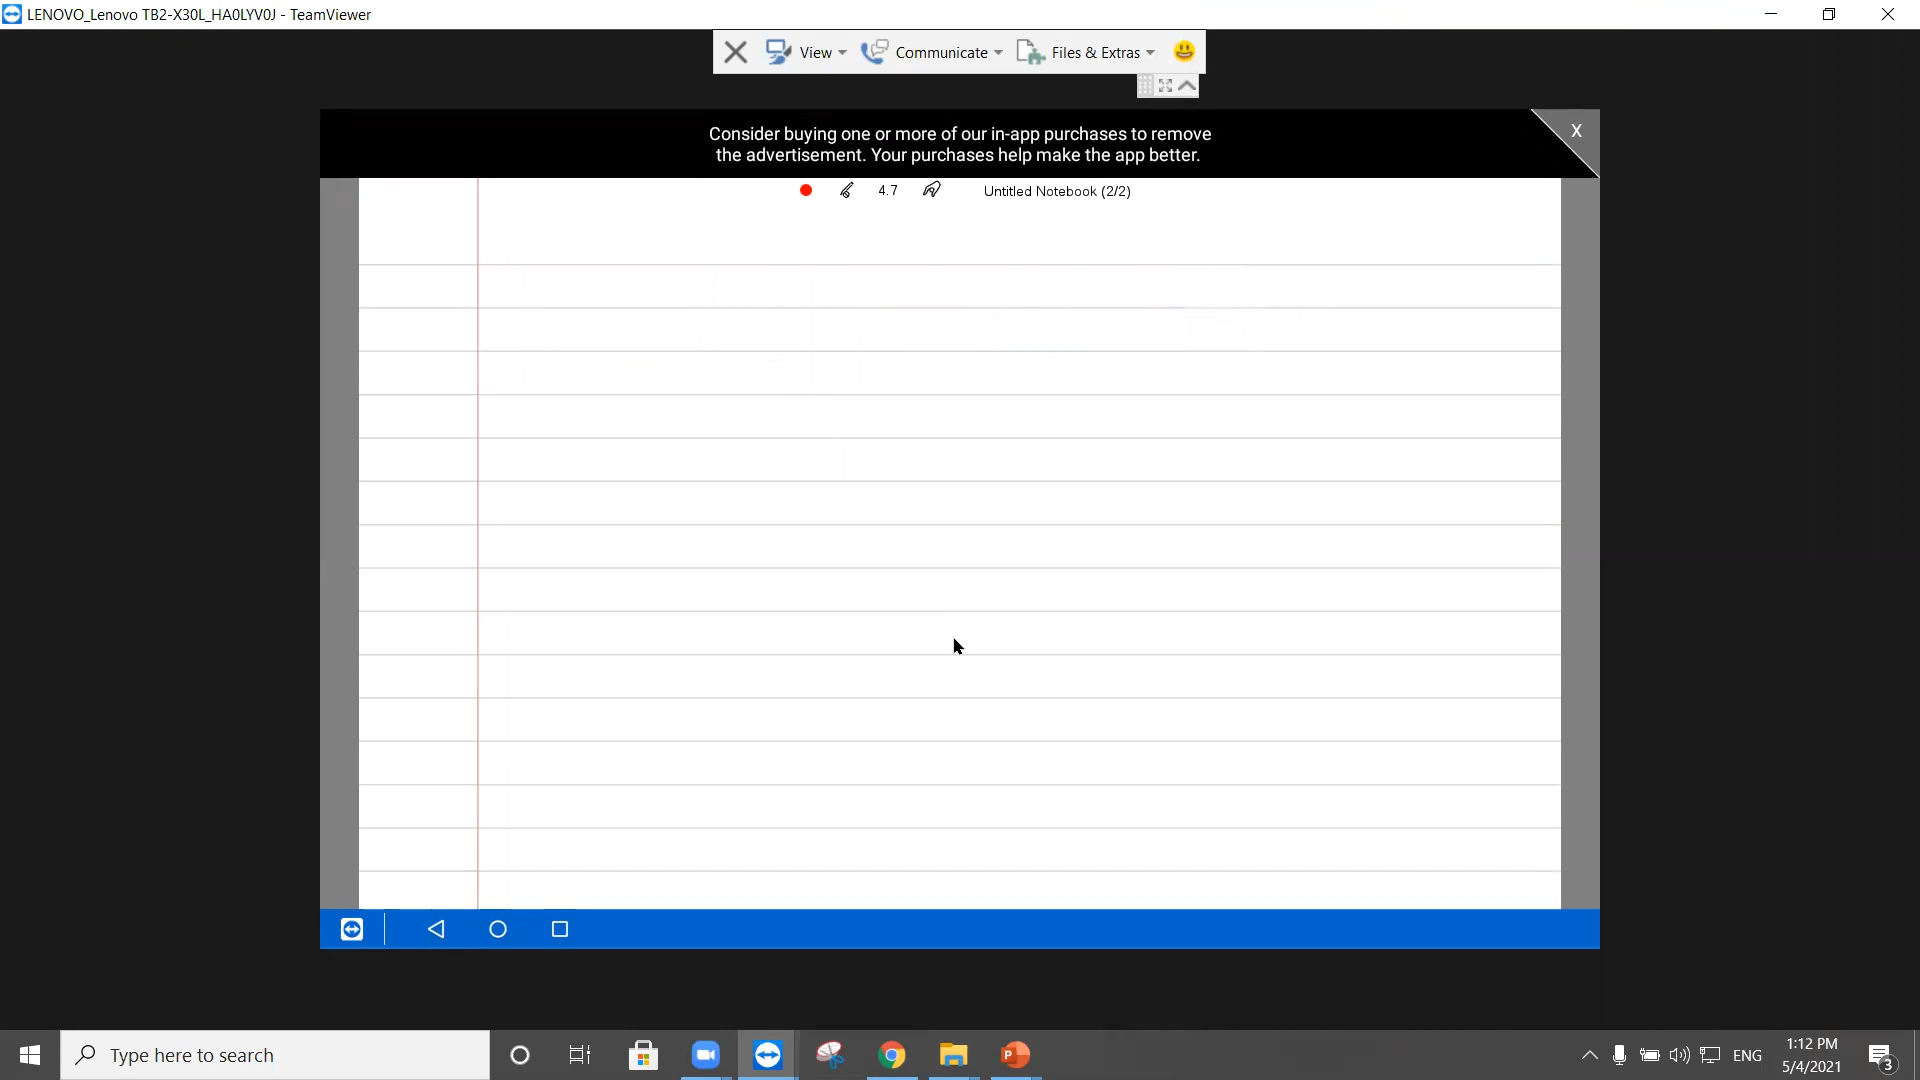 LENOVO_Lenovo TB2-X30L_HA0LYV0J - TeamViewer
View Communicate Files & Extras
Consider buying one or more of our in-app purchases to remove
the advertisement. Your purchases help make the app better.
X
4.7 Untitled Notebook (2/2)
Type here to search
ENG
1:12 PM
5/4/2021
3